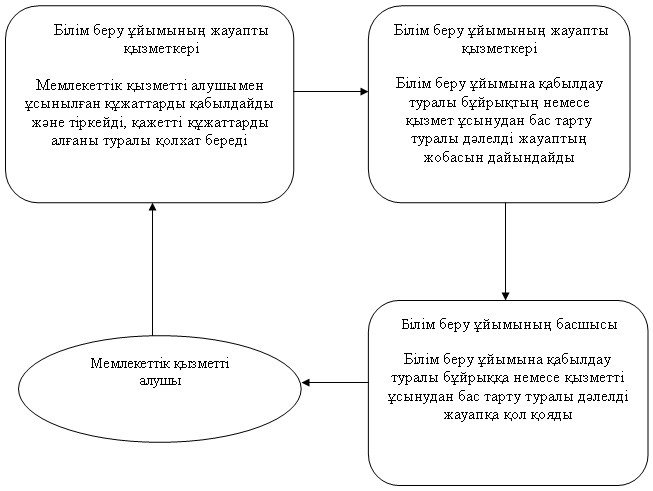 Білім беру ұйымының жауапты
қызметкері
Мемлекеттік қызметті алушымен
ұсынылған құжаттарды қабылдайды
және тіркейді, қажетті құжаттарды
алғаны туралы қолхат береді
Білім беру ұйымының жауапты
қызметкері
Білім беру ұйымына қабылдау
туралы бұйрықтың немесе
қызмет ұсынудан бас тарту
туралы дәлелді жауаптың
жобасын дайындайды
Білім беру ұйымының басшысы
Білім беру ұйымына қабылдау
туралы бұйрыққа немесе қызметті
ұсынудан бас тарту туралы дәлелді
жауапқа қол қояды
Мемлекеттік қызметті
алушы